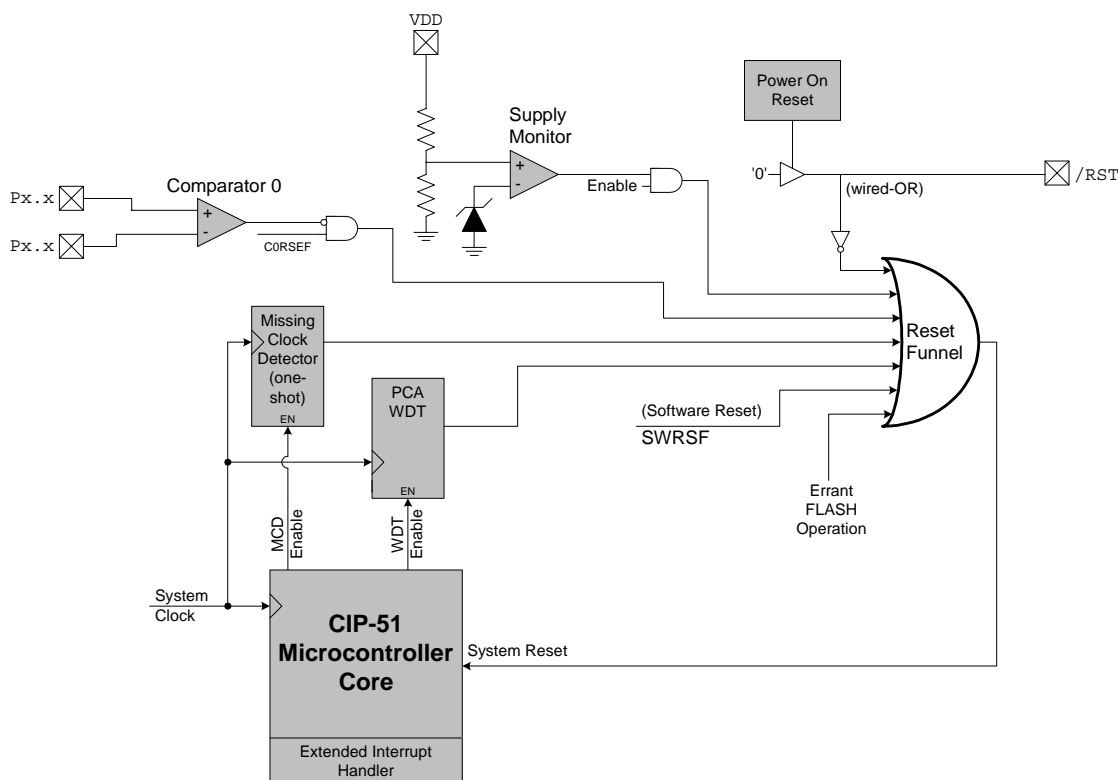 VDD
Power On
Reset
Supply
Monitor
+
-
Enable
'0'
(wired-OR)
/RST
Comparator 0
Px.x
Px.x
+
-
C0RSEF
Missing
Clock
Detector
(one-
shot)
EN
PCA
WDT
EN
(Software Reset)
SWRSF
Errant
FLASH
Operation
Reset
Funnel
MCD
Enable
WDT
Enable
System
Clock
CIP-51
Microcontroller
Core
System Reset
Extended Interrupt
Handler